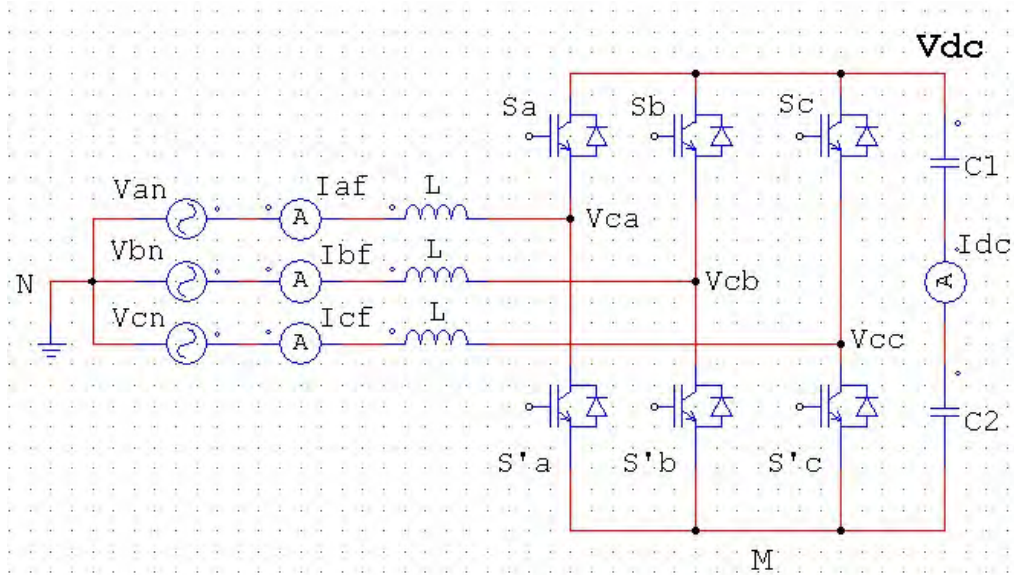 Vdc
Sa Sb Sc
C1
Van Iaf L
Vca
Idc
A
Vbn Ibf L
A
N
Vcb
A
Vcn Icf L
A
Vcc
C2
S'a S'b S'c
M